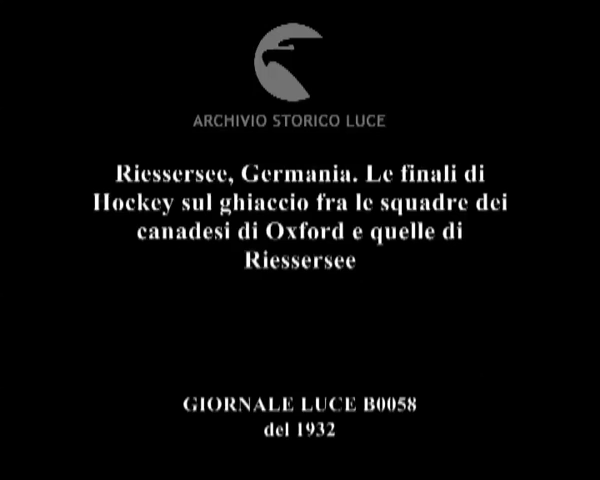 ARCHIVIO STORICO LUCE
Riessersee, Germania. Le finali di
Hockey sul ghiaccio fra le squadre dei
canadesi di Oxford e quelle di
Riessersee
GIORNALE LUCE B0058
del 1932